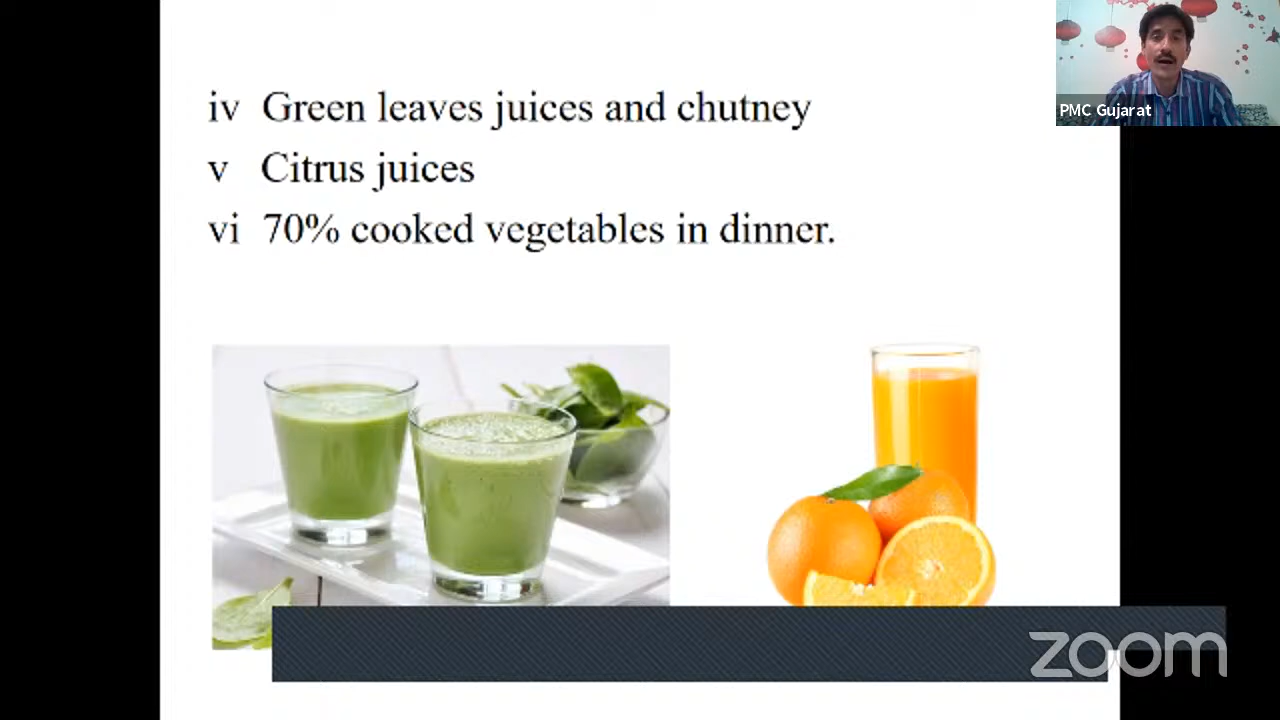 iv Green leaves juices and chutney
v Citrus juices
vi 70% cooked vegetables in dinner.
PMC Gujarat
zoom